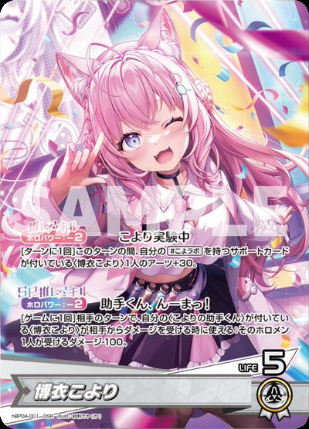 SAMPLE
推しスキル
ホロパワー:-2
こより実験中
[ターンに1回]このターンの間、自分の#こよラボを持つサポートカード
が付いている〈博衣こより〉1人のアーツ+30。
SP推しスキル
ホロパワー:-2
助手くん、んーまっ!
[ゲームに1回]相手のターンで、自分の〈こよりの助手くん〉が付いてい
る〈博衣こより〉が相手からダメージを受ける時に使える:そのホロメン
1人が受けるダメージ-100。
LIFE 5
博衣こより